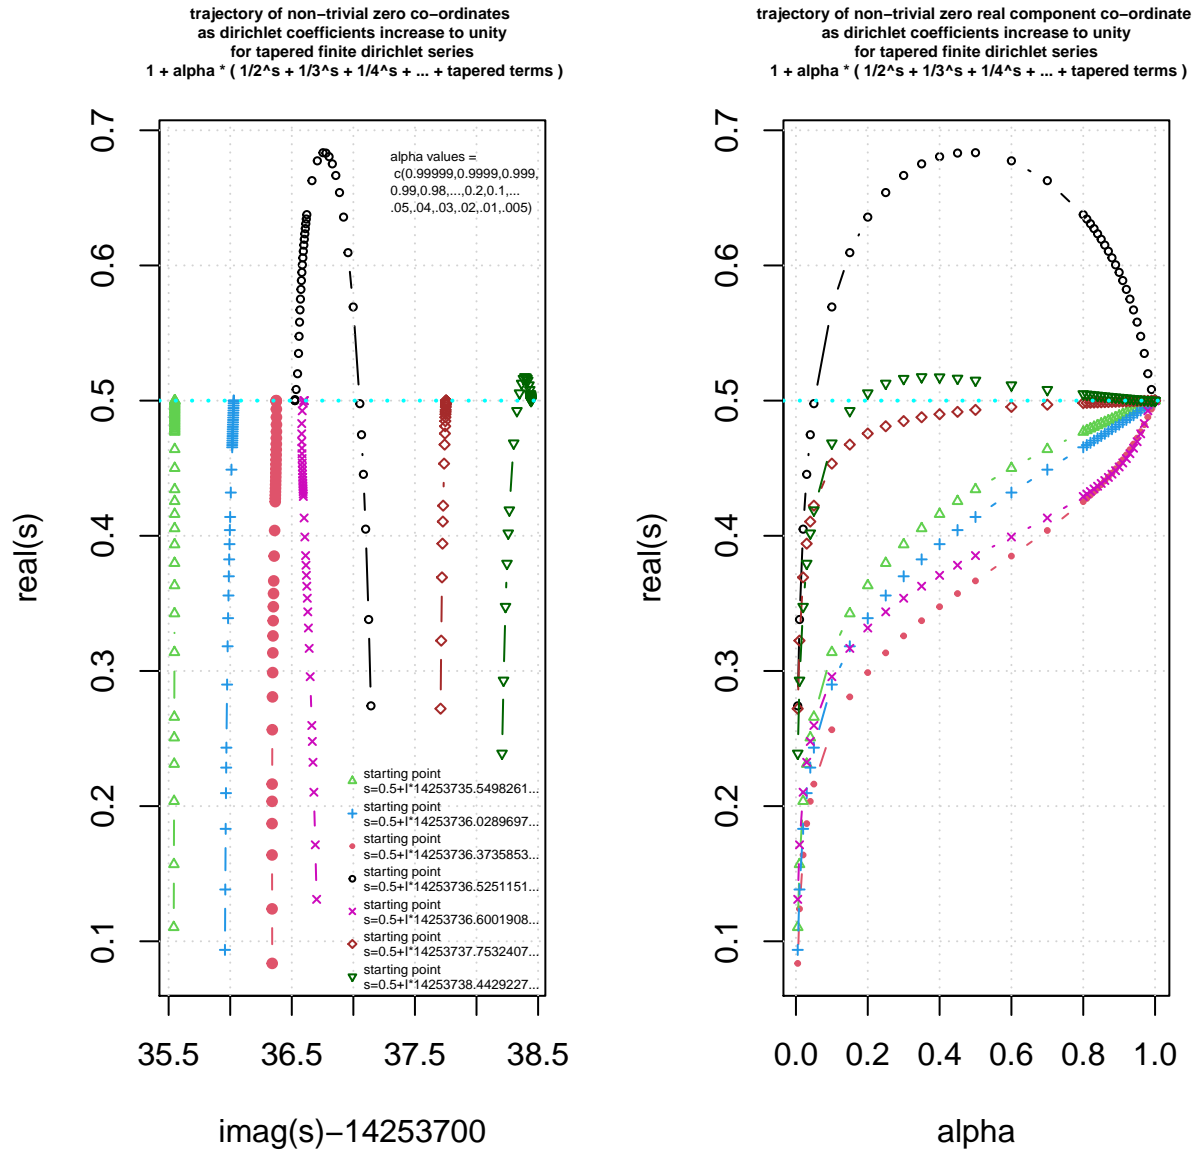 trajectory of non−trivial zero co−ordinates
as dirichlet coefficients increase to unity
for tapered finite dirichlet series
1 + alpha * ( 1/2^s + 1/3^s + 1/4^s + ... + tapered terms )
real(s)
0.7
0.6
0.5
0.4
0.3
0.2
0.1
alpha values =
c(0.99999,0.9999,0.999,
0.99,0.98,...,0.2,0.1,...
.05,.04,.03,.02,.01,.005)
starting point
s=0.5+I*14253735.5498261...
starting point
s=0.5+I*14253736.0289697...
starting point
s=0.5+I*14253736.3735853...
starting point
s=0.5+I*14253736.5251151...
starting point
s=0.5+I*14253736.6001908...
starting point
s=0.5+I*14253737.7532407...
starting point
s=0.5+I*14253738.4429227...
35.5 36.5 37.5 38.5
imag(s)−14253700
trajectory of non−trivial zero real component co−ordinate
as dirichlet coefficients increase to unity
for tapered finite dirichlet series
1 + alpha * ( 1/2^s + 1/3^s + 1/4^s + ... + tapered terms )
real(s)
0.7
0.6
0.5
0.4
0.3
0.2
0.1
0.0 0.2 0.4 0.6 0.8 1.0
alpha